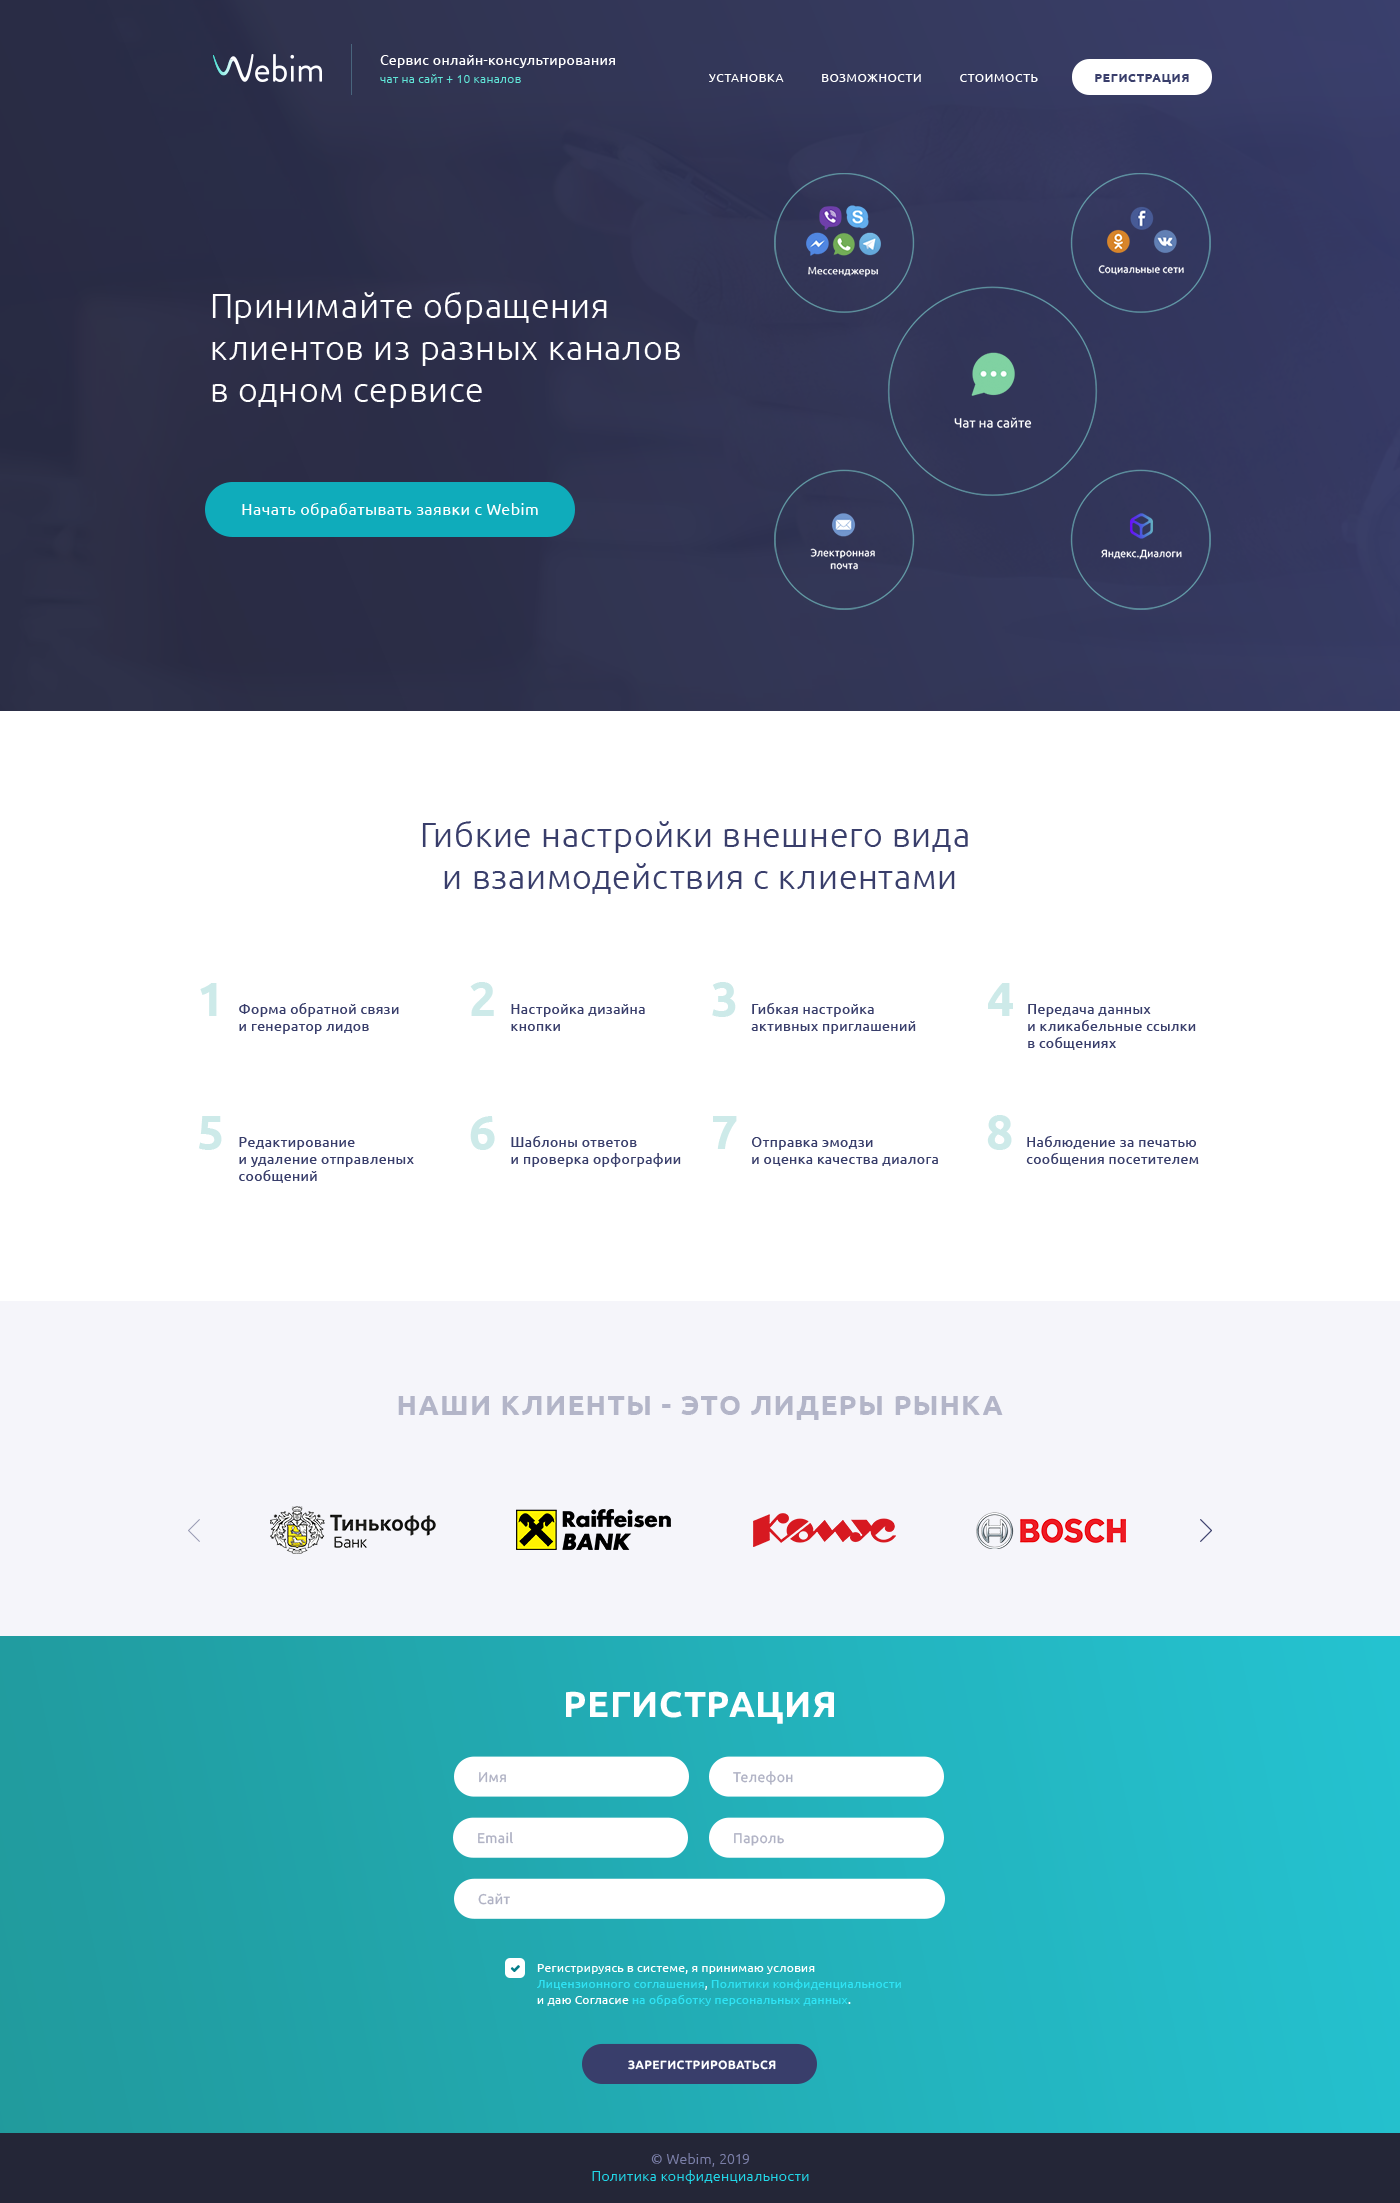 Webim
Сервис онлайн-консультирования
чат на сайт + 10 каналов
УСТАНОВКА
ВОЗМОЖНОСТИ
СТОИМОСТЬ
РЕГИСТРАЦИЯ
Принимайте обращения
клиентов из разных каналов
в одном сервисе
Начать обрабатывать заявки с Webim
Мессенджеры
Социальные сети
Чат на сайте
Электронная
почта
Яндекс.Диалоги
Гибкие настройки внешнего вида
и взаимодействия с клиентами
1
Форма обратной связи
и генератор лидов
2
Настройка дизайна
кнопки
3
Гибкая настройка
активных приглашений
4
Передача данных
и кликабельные ссылки
в собщениях
5
Редактирование
и удаление отправленых
сообщений
6
Шаблоны ответов
и проверка орфографии
7
Отправка эмодзи
и оценка качества диалога
8
Наблюдение за печатью
сообщения посетителем
НАШИ КЛИЕНТЫ - ЭТО ЛИДЕРЫ РЫНКА
Тинькофф
Банк
Raiffeisen
BANK
Комус
BOSCH
РЕГИСТРАЦИЯ
Имя
Телефон
Email
Пароль
Сайт
Регистрируясь в системе, я принимаю условия
Лицензионного соглашения, Политики конфиденциальности
и даю Согласие на обработку персональных данных.
ЗАРЕГИСТРИРОВАТЬСЯ
© Webim, 2019
Политика конфиденциальности